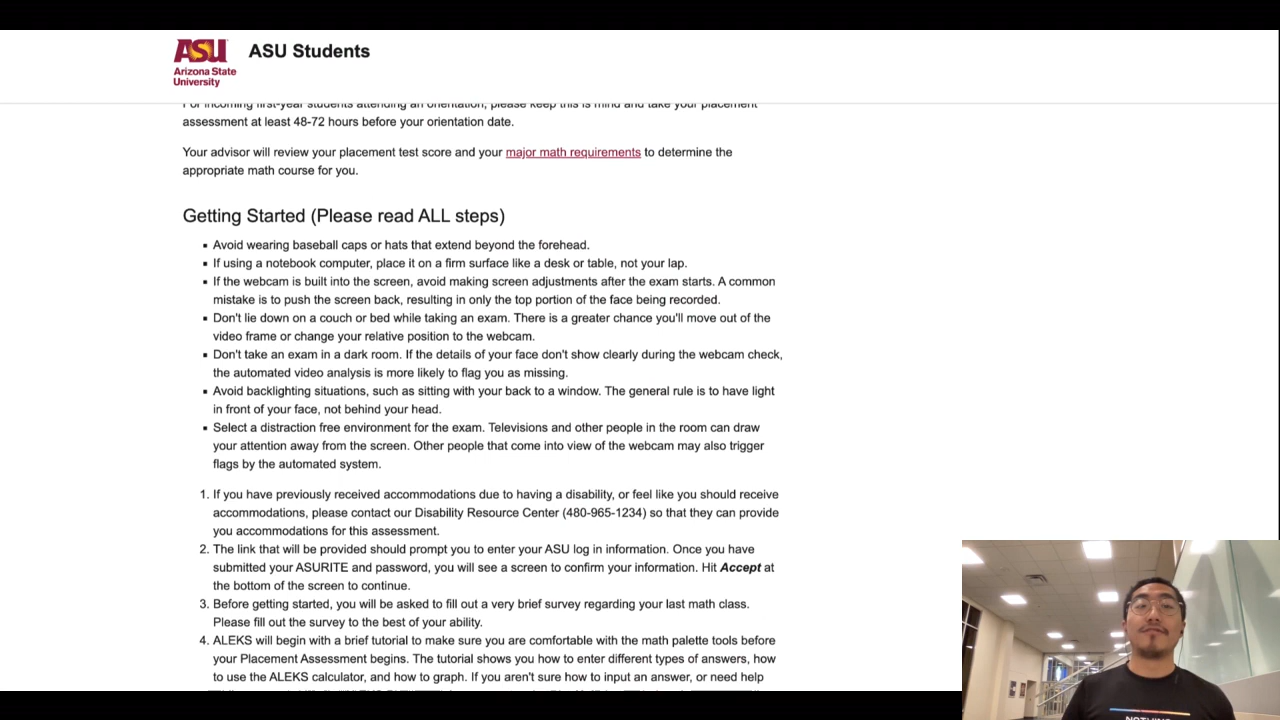 ASU
Arizona State
University
ASU Students
For incoming first-year students attending an orientation, please keep this is mind and take your placement
assessment at least 48-72 hours before your orientation date.
Your advisor will review your placement test score and your major math requirements to determine the
appropriate math course for you.
Getting Started (Please read ALL steps)
▪ Avoid wearing baseball caps or hats that extend beyond the forehead.
▪ If using a notebook computer, place it on a firm surface like a desk or table, not your lap.
▪ If the webcam is built into the screen, avoid making screen adjustments after the exam starts. A common
mistake is to push the screen back, resulting in only the top portion of the face being recorded.
▪ Don't lie down on a couch or bed while taking an exam. There is a greater chance you'll move out of the
video frame or change your relative position to the webcam.
▪ Don't take an exam in a dark room. If the details of your face don't show clearly during the webcam check,
the automated video analysis is more likely to flag you as missing.
▪ Avoid backlighting situations, such as sitting with your back to a window. The general rule is to have light
in front of your face, not behind your head.
▪ Select a distraction free environment for the exam. Televisions and other people in the room can draw
your attention away from the screen. Other people that come into view of the webcam may also trigger
flags by the automated system.
1. If you have previously received accommodations due to having a disability, or feel like you should receive
accommodations, please contact our Disability Resource Center (480-965-1234) so that they can provide
you accommodations for this assessment.
2. The link that will be provided should prompt you to enter your ASU log in information. Once you have
submitted your ASURITE and password, you will see a screen to confirm your information. Hit Accept at
the bottom of the screen to continue.
3. Before getting started, you will be asked to fill out a very brief survey regarding your last math class.
Please fill out the survey to the best of your ability.
4. ALEKS will begin with a brief tutorial to make sure you are comfortable with the math palette tools before
your Placement Assessment begins. The tutorial shows you how to enter different types of answers, how
to use the ALEKS calculator, and how to graph. If you aren't sure how to input an answer, or need help
NOTHING